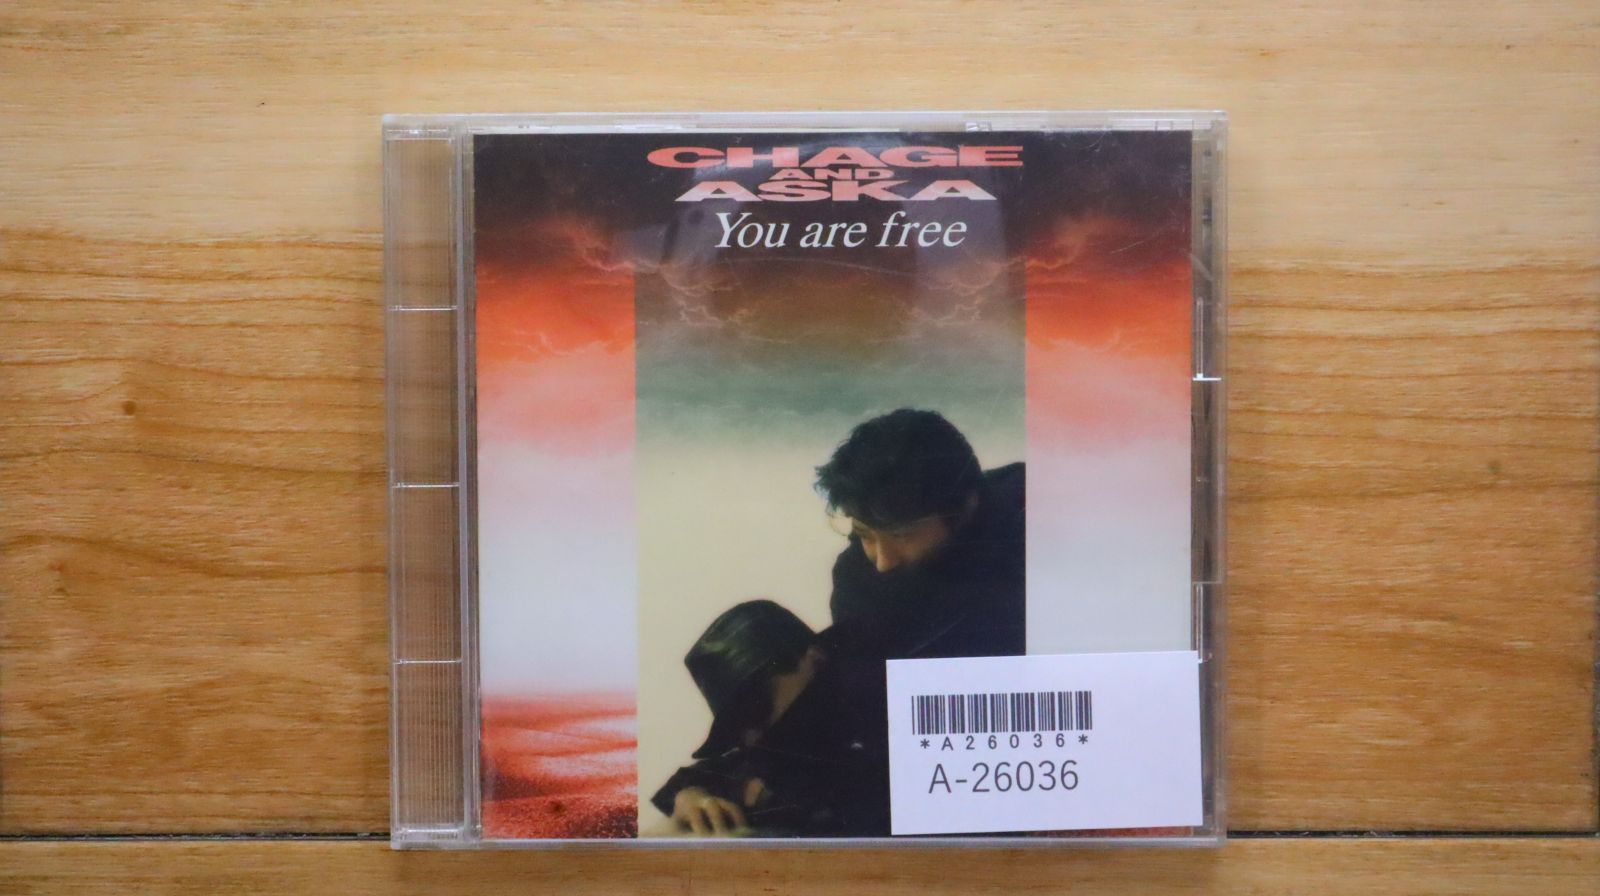 CHAGE
AND
ASKA
You are free
*A26036*
A-26036